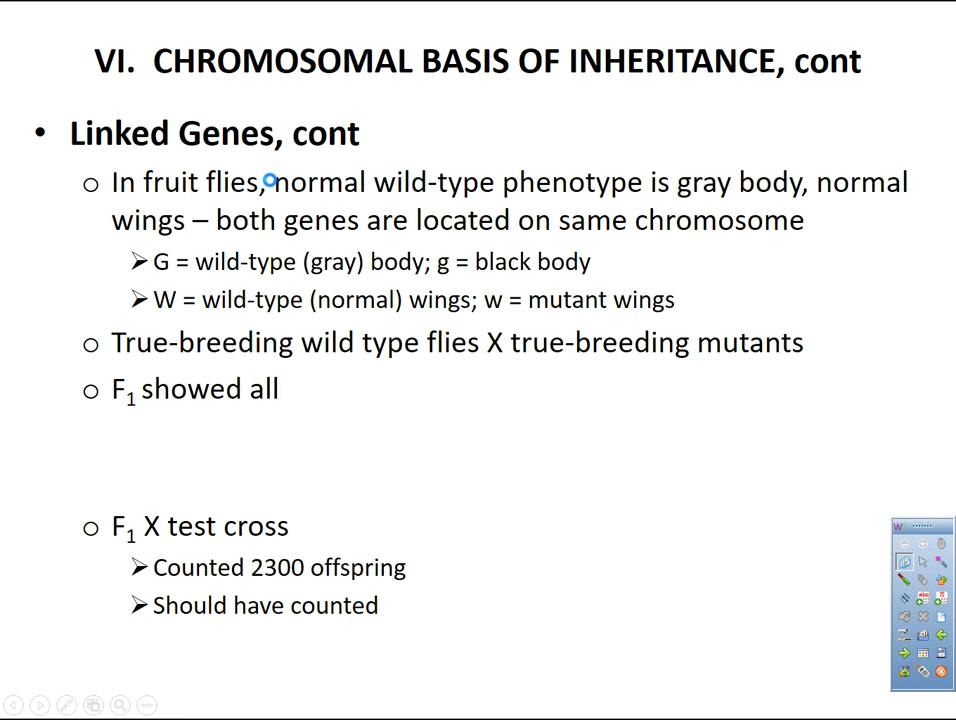 VI. CHROMOSOMAL BASIS OF INHERITANCE, cont
• Linked Genes, cont
o In fruit flies, normal wild-type phenotype is gray body, normal
wings – both genes are located on same chromosome
➢ G = wild-type (gray) body; g = black body
➢ W = wild-type (normal) wings; w = mutant wings
o True-breeding wild type flies X true-breeding mutants
o F1 showed all
o F1 X test cross
➢ Counted 2300 offspring
➢ Should have counted